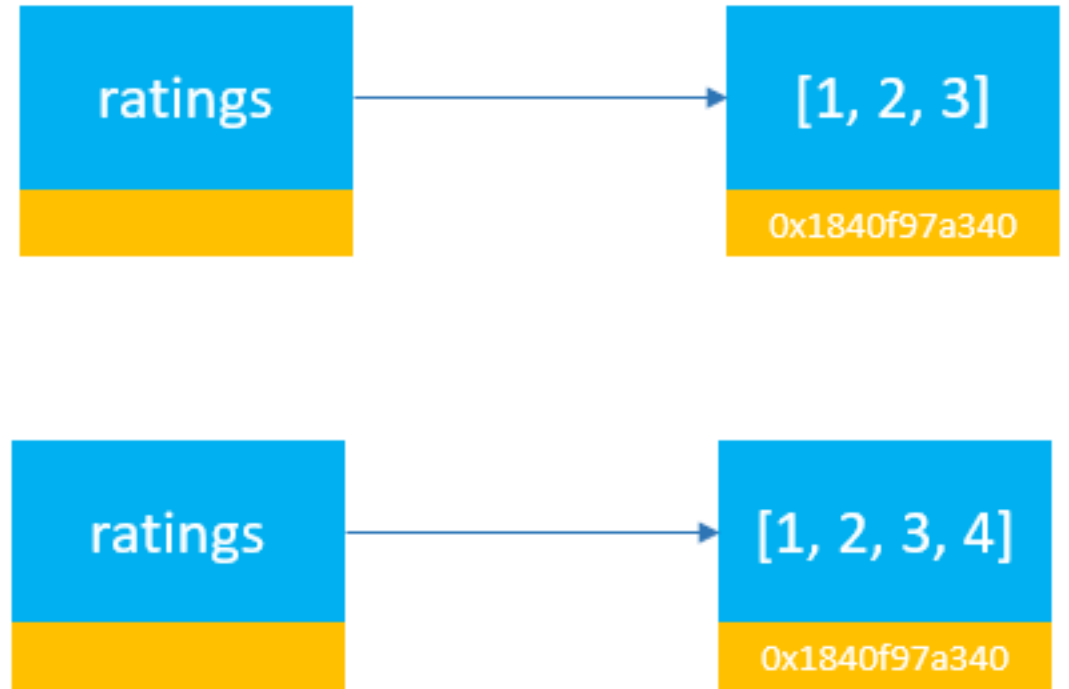 ratings
[1, 2, 3]
0x1840f97a340
ratings
[1, 2, 3, 4]
0x1840f97a340